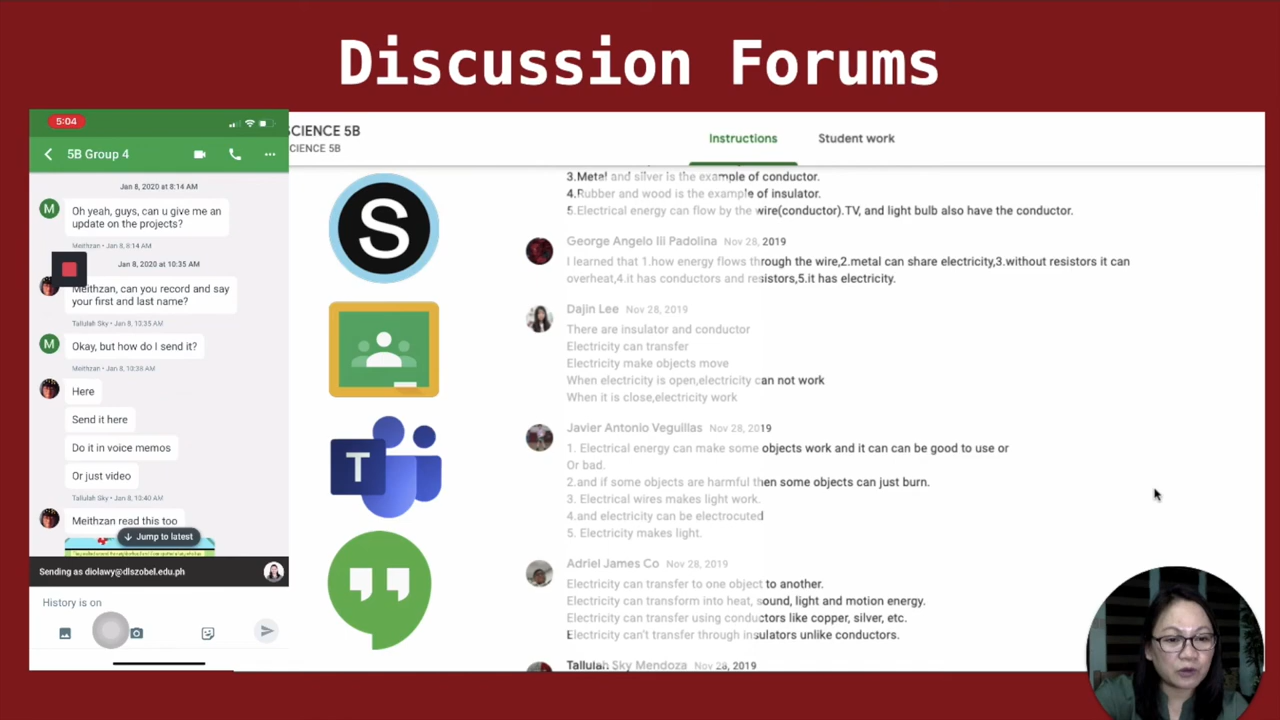 Discussion Forums
5:04
5B Group 4
Jan 8, 2020 at 8:14 AM
M
Oh yeah, guys, can u give me an
update on the projects?
Meithzan • Jan 8, 8:14 AM
Jan 8, 2020 at 10:35 AM
Meithzan, can you record and say
your first and last name?
Tallulah Sky • Jan 8, 10:35 AM
M
Okay, but how do I send it?
Meithzan • Jan 8, 10:38 AM
Here
Send it here
Do it in voice memos
Or just video
Tallulah Sky • Jan 8, 10:40 AM
Meithzan read this too
Jump to latest
Sending as diolawy@dlszobel.edu.ph
History is on
SCIENCE 5B
CIENCE 5B
Instructions
Student work
S
T
3.Metal and silver is the example of conductor.
4.Rubber and wood is the example of insulator.
5.Electrical energy can flow by the wire(conductor).TV, and light bulb also have the conductor.
George Angelo Iii Padolina Nov 28, 2019
I learned that 1.how energy flows through the wire,2.metal can share electricity,3.without resistors it can
overheat,4.it has conductors and resistors,5.it has electricity.
Dajin Lee Nov 28, 2019
There are insulator and conductor
Electricity can transfer
Electricity make objects move
When electricity is open,electricity can not work
When it is close,electricity work
Javier Antonio Veguillas Nov 28, 2019
1. Electrical energy can make some objects work and it can can be good to use or
Or bad.
2.and if some objects are harmful then some objects can just burn.
3. Electrical wires makes light work.
4.and electricity can be electrocuted
5. Electricity makes light.
Adriel James Co Nov 28, 2019
Electricity can transfer to one object to another.
Electricity can transform into heat, sound, light and motion energy.
Electricity can transfer using conductors like copper, silver, etc.
Electricity can't transfer through insulators unlike conductors.
Tallulah Sky Mendoza Nov 28, 2019